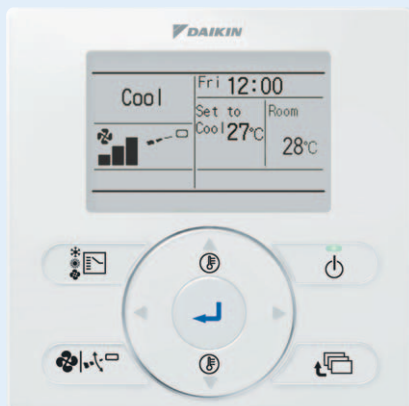 DAIKIN
Fri 12:00
Cool
Set to
Cool 27°C
Room
28°C